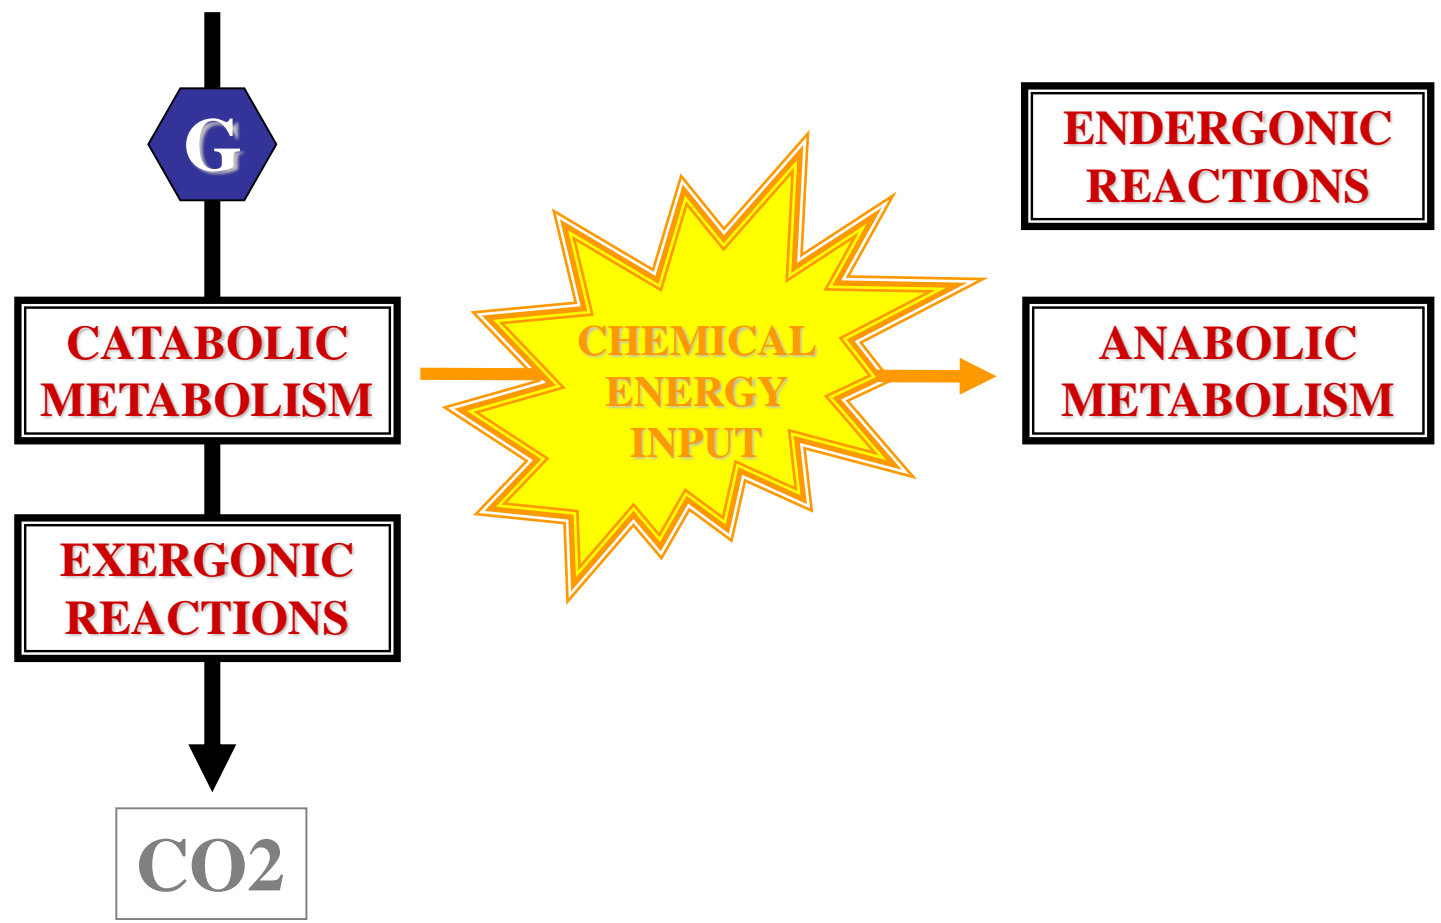 G
CATABOLIC
METABOLISM
EXERGONIC
REACTIONS
CO2
CHEMICAL
ENERGY
INPUT
ENDERGONIC
REACTIONS
ANABOLIC
METABOLISM